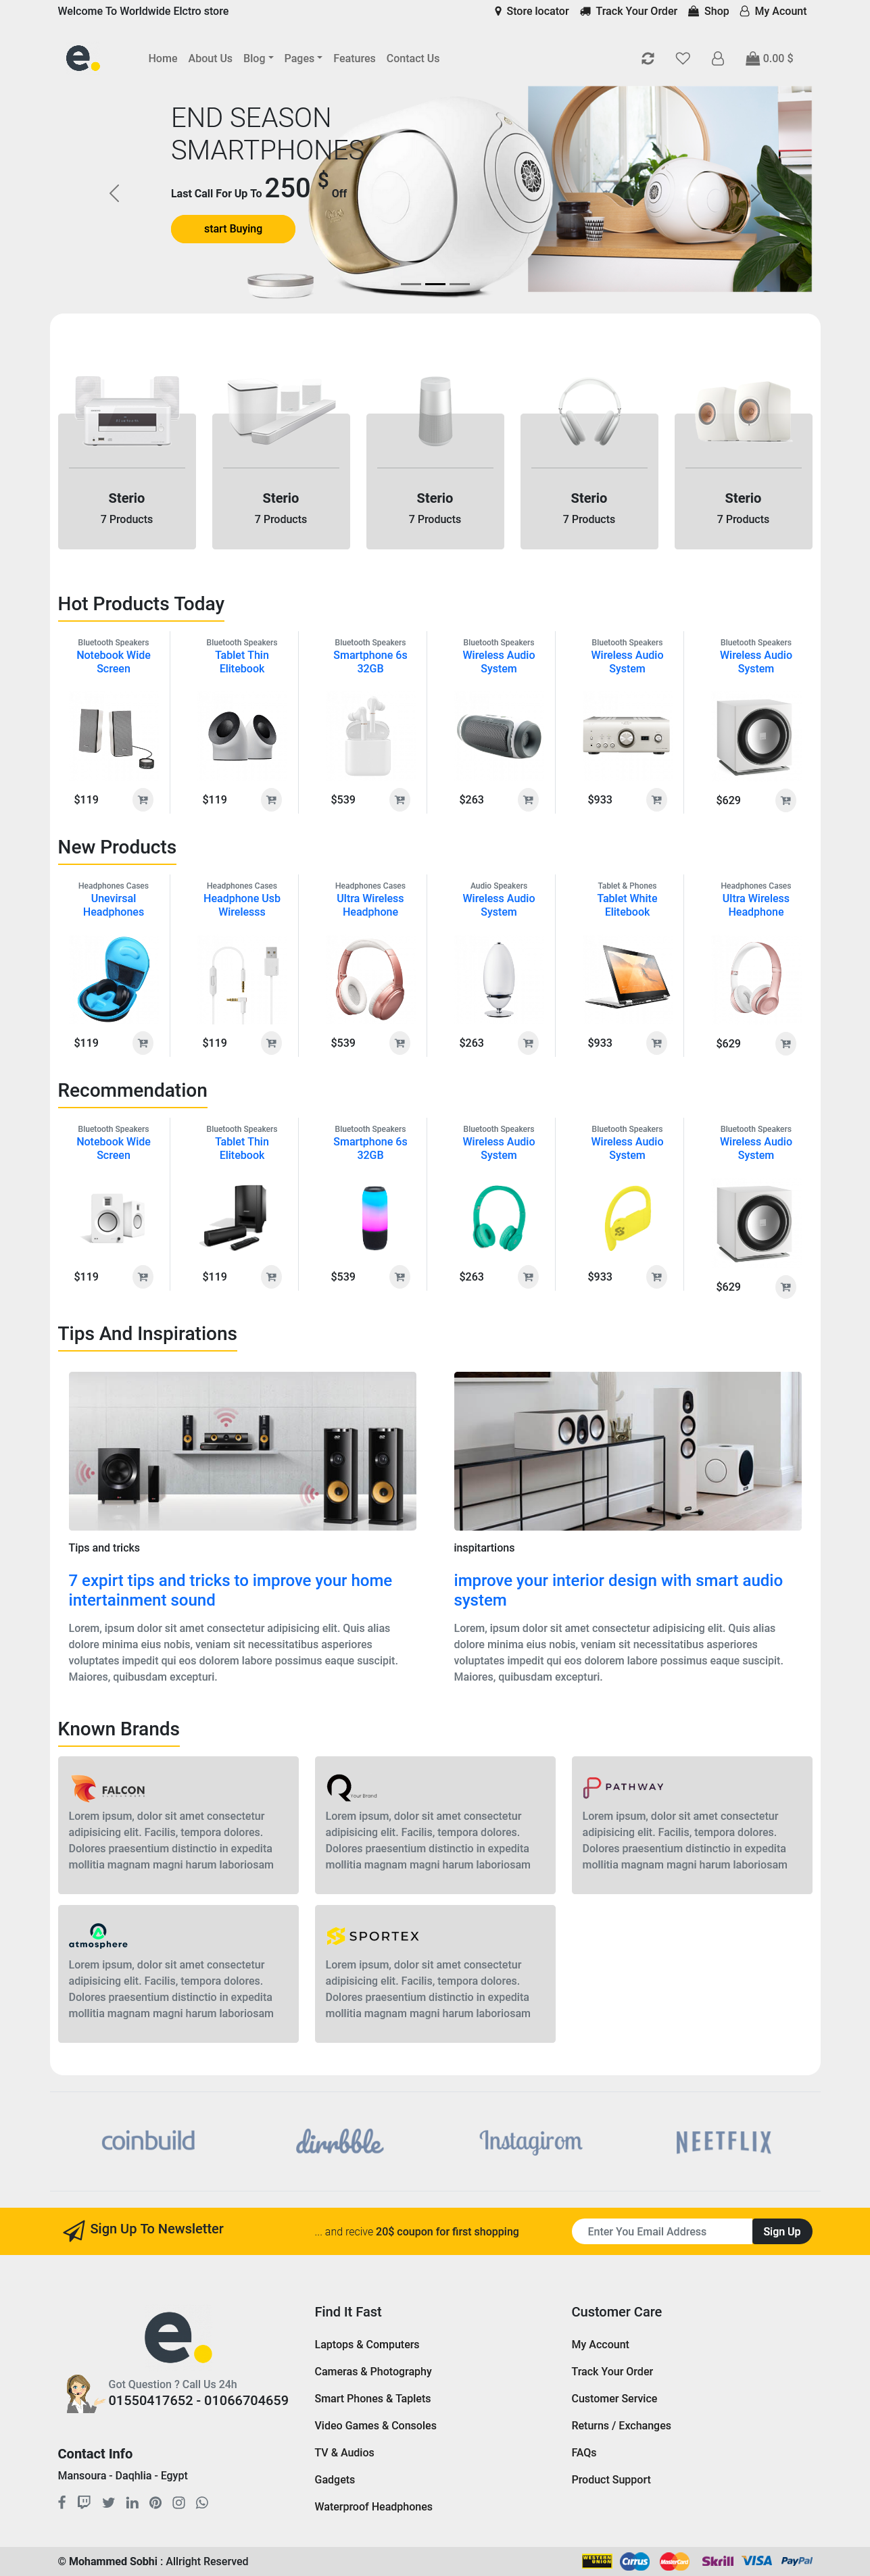 Welcome To Worldwide Elctro store
Store locator Track Your Order Shop My Acount
e.
Home About Us Blog Pages Features Contact Us
0.00 $
END SEASON
SMARTPHONES
Last Call For Up To 250 $ Off
start Buying
Sterio
7 Products
Sterio
7 Products
Sterio
7 Products
Sterio
7 Products
Sterio
7 Products
Hot Products Today
Bluetooth Speakers
Notebook Wide
Screen
$119
Bluetooth Speakers
Tablet Thin
Elitebook
$119
Bluetooth Speakers
Smartphone 6s
32GB
$539
Bluetooth Speakers
Wireless Audio
System
$263
Bluetooth Speakers
Wireless Audio
System
$933
Bluetooth Speakers
Wireless Audio
System
$629
New Products
Headphones Cases
Unevirsal
Headphones
$119
Headphones Cases
Headphone Usb
Wirelesss
$119
Headphones Cases
Ultra Wireless
Headphone
$539
Audio Speakers
Wireless Audio
System
$263
Tablet & Phones
Tablet White
Elitebook
$933
Headphones Cases
Ultra Wireless
Headphone
$629
Recommendation
Bluetooth Speakers
Notebook Wide
Screen
$119
Bluetooth Speakers
Tablet Thin
Elitebook
$119
Bluetooth Speakers
Smartphone 6s
32GB
$539
Bluetooth Speakers
Wireless Audio
System
$263
Bluetooth Speakers
Wireless Audio
System
$933
Bluetooth Speakers
Wireless Audio
System
$629
Tips And Inspirations
Tips and tricks
7 expirt tips and tricks to improve your home
intertainment sound
Lorem, ipsum dolor sit amet consectetur adipisicing elit. Quis alias
dolore minima eius nobis, veniam sit necessitatibus asperiores
voluptates impedit qui eos dolorem labore possimus eaque suscipit.
Maiores, quibusdam excepturi.
inspitartions
improve your interior design with smart audio
system
Lorem, ipsum dolor sit amet consectetur adipisicing elit. Quis alias
dolore minima eius nobis, veniam sit necessitatibus asperiores
voluptates impedit qui eos dolorem labore possimus eaque suscipit.
Maiores, quibusdam excepturi.
Known Brands
FALCON
Lorem ipsum, dolor sit amet consectetur
adipisicing elit. Facilis, tempora dolores.
Dolores praesentium distinctio in expedita
mollitia magnam magni harum laboriosam
Your Brand
Lorem ipsum, dolor sit amet consectetur
adipisicing elit. Facilis, tempora dolores.
Dolores praesentium distinctio in expedita
mollitia magnam magni harum laboriosam
PATHWAY
Lorem ipsum, dolor sit amet consectetur
adipisicing elit. Facilis, tempora dolores.
Dolores praesentium distinctio in expedita
mollitia magnam magni harum laboriosam
atmosphere
Lorem ipsum, dolor sit amet consectetur
adipisicing elit. Facilis, tempora dolores.
Dolores praesentium distinctio in expedita
mollitia magnam magni harum laboriosam
SPORTEX
Lorem ipsum, dolor sit amet consectetur
adipisicing elit. Facilis, tempora dolores.
Dolores praesentium distinctio in expedita
mollitia magnam magni harum laboriosam
coinbuild dirrbble Instagirom NEETFLIX
Sign Up To Newsletter
... and recive 20$ coupon for first shopping
Enter You Email Address Sign Up
e.
Got Question ? Call Us 24h
01550417652 - 01066704659
Contact Info
Mansoura - Daqhlia - Egypt
Find It Fast
Laptops & Computers
Cameras & Photography
Smart Phones & Taplets
Video Games & Consoles
TV & Audios
Gadgets
Waterproof Headphones
Customer Care
My Account
Track Your Order
Customer Service
Returns / Exchanges
FAQs
Product Support
© Mohammed Sobhi : Allright Reserved
WESTERN UNION Cirrus MasterCard Skrill VISA PayPal